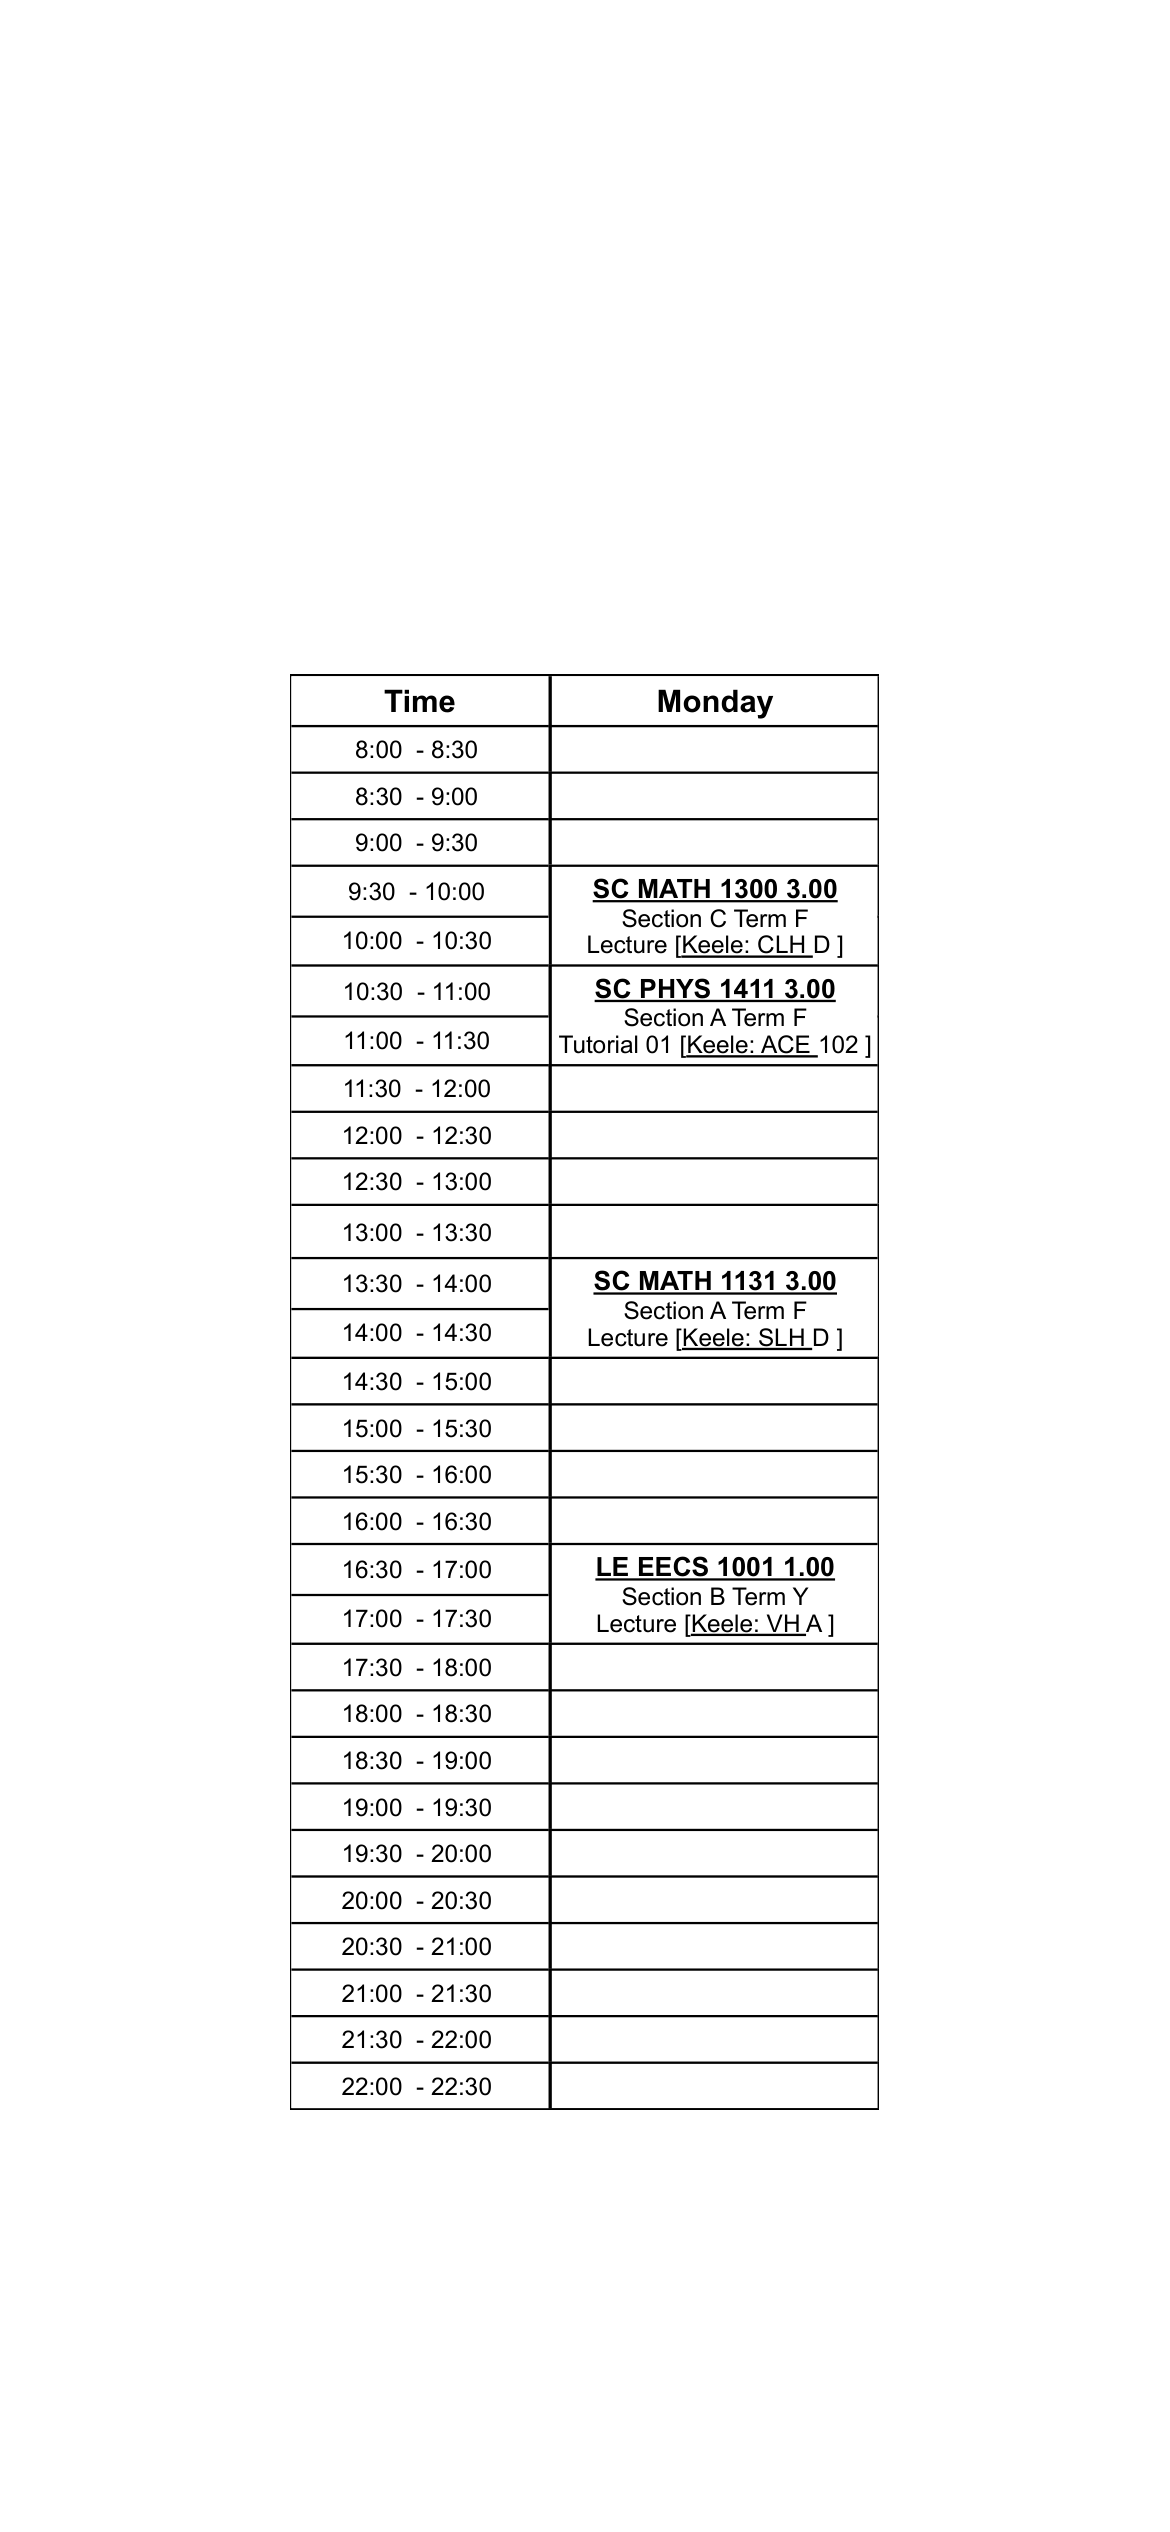 Time Monday
8:00 - 8:30
8:30 - 9:00
9:00 - 9:30
9:30 - 10:00 SC MATH 1300 3.00
Section C Term F
10:00 - 10:30 Lecture [Keele: CLH D ]
10:30 - 11:00 SC PHYS 1411 3.00
Section A Term F
11:00 - 11:30 Tutorial 01 [Keele: ACE 102 ]
11:30 - 12:00
12:00 - 12:30
12:30 - 13:00
13:00 - 13:30
13:30 - 14:00 SC MATH 1131 3.00
Section A Term F
14:00 - 14:30 Lecture [Keele: SLH D ]
14:30 - 15:00
15:00 - 15:30
15:30 - 16:00
16:00 - 16:30
16:30 - 17:00 LE EECS 1001 1.00
Section B Term Y
17:00 - 17:30 Lecture [Keele: VH A ]
17:30 - 18:00
18:00 - 18:30
18:30 - 19:00
19:00 - 19:30
19:30 - 20:00
20:00 - 20:30
20:30 - 21:00
21:00 - 21:30
21:30 - 22:00
22:00 - 22:30